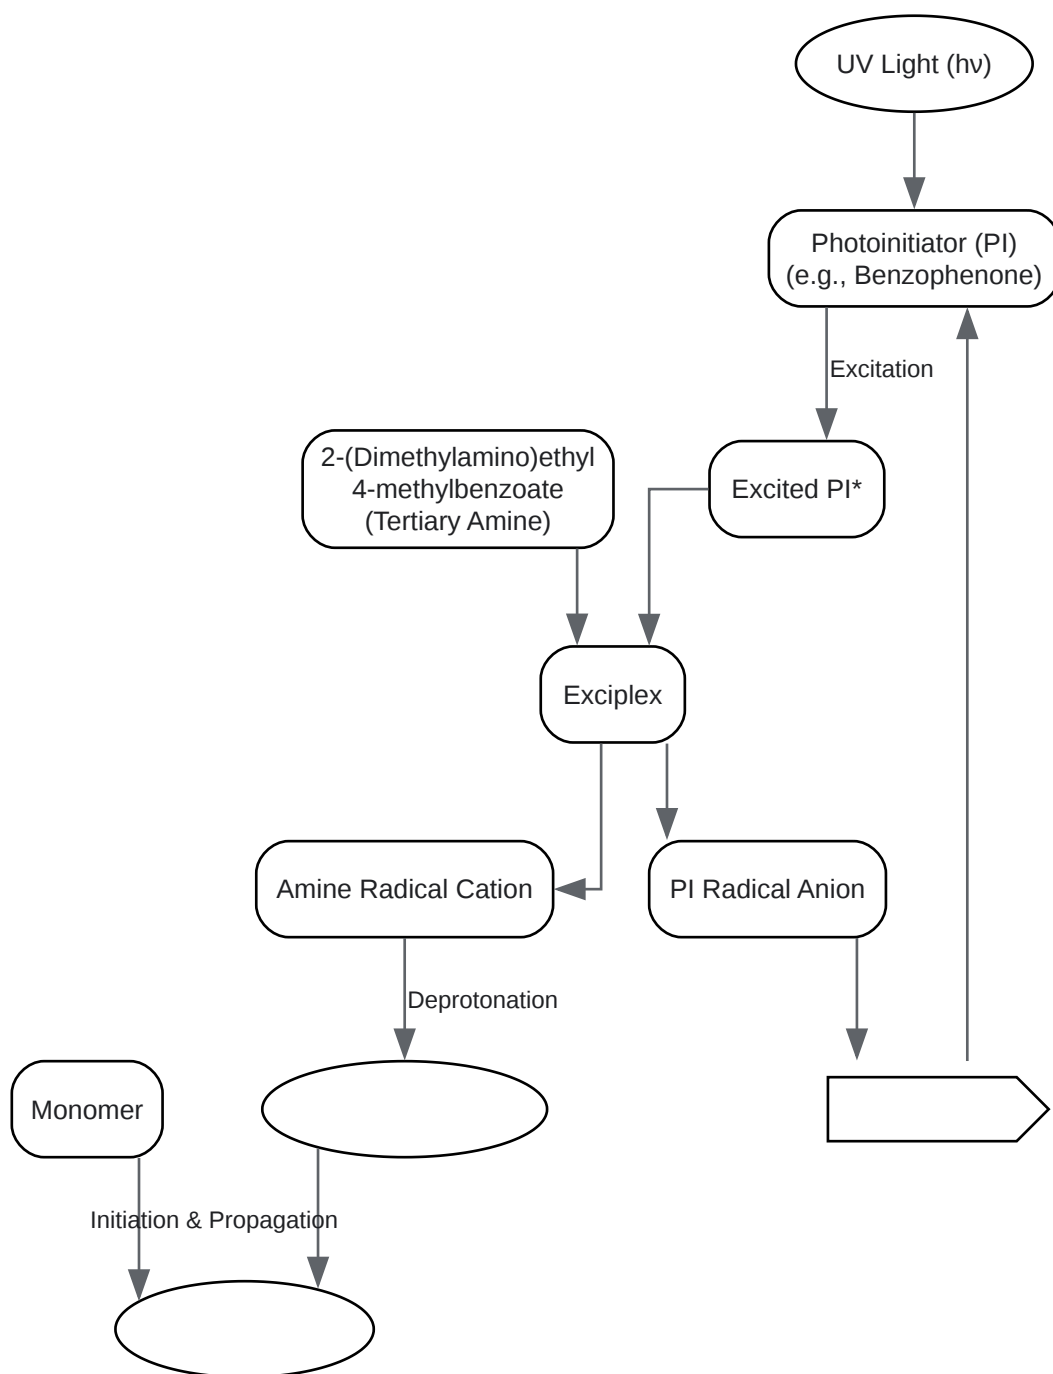 UV Light (hν)
Photoinitiator (PI)
(e.g., Benzophenone)
Excitation
2-(Dimethylamino)ethyl
4-methylbenzoate
(Tertiary Amine)
Excited PI*
Exciplex
Amine Radical Cation
PI Radical Anion
Deprotonation
Monomer
Initiation & Propagation